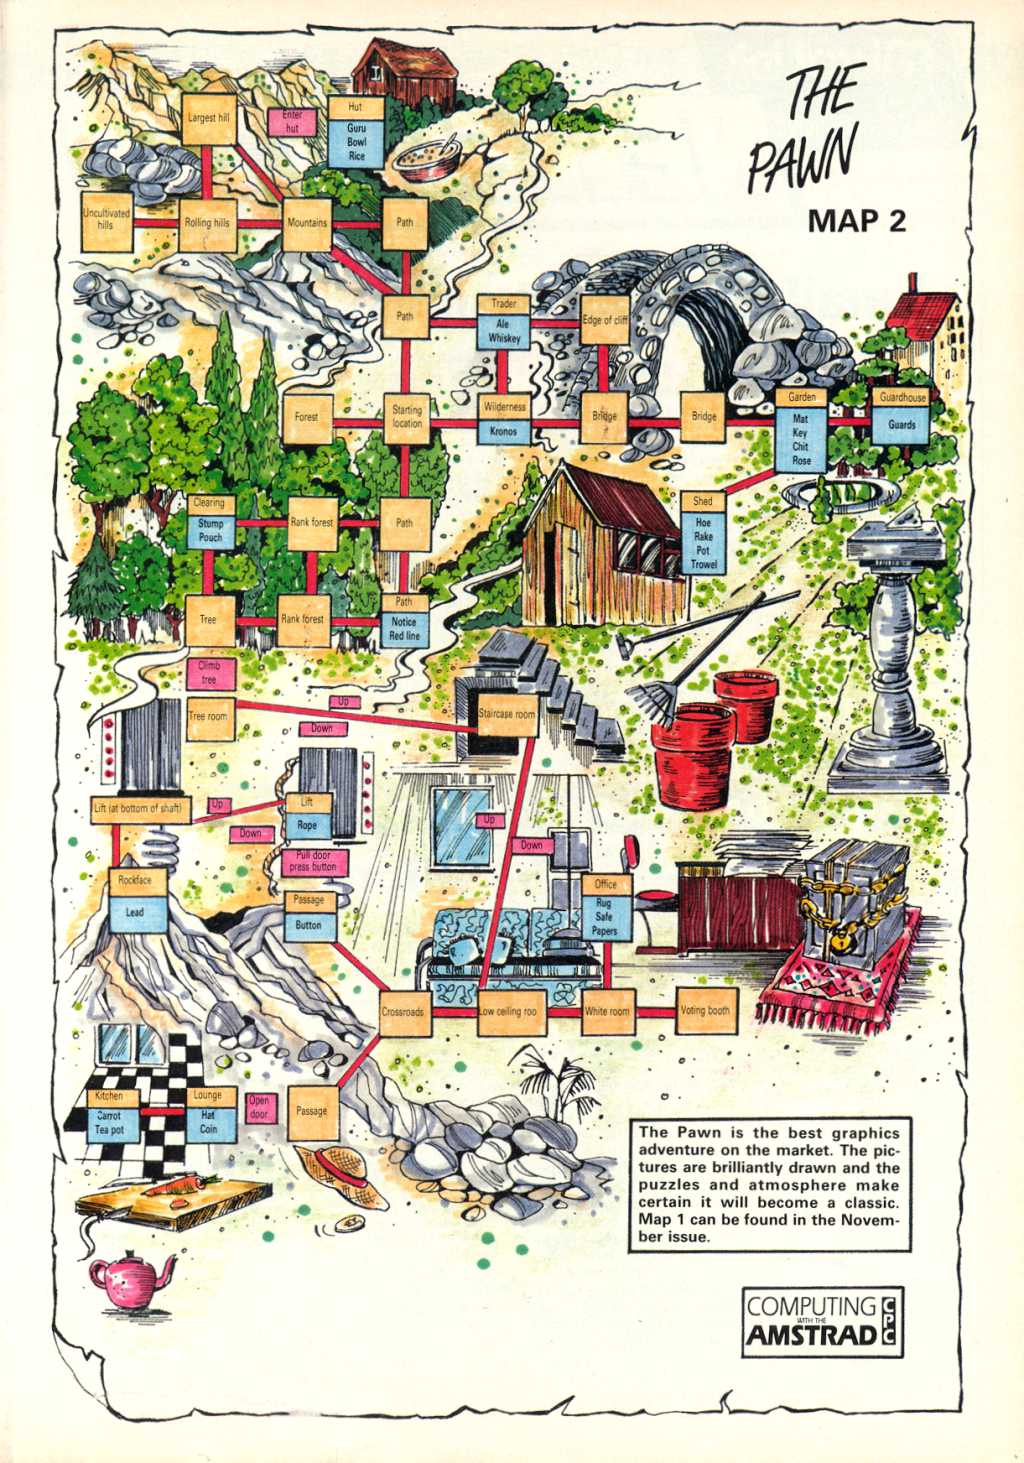 THE
PAWN
MAP 2
Largest hill
Enter
hut
Hut
Guru
Bowl
Rice
Uncultivated
hills
Rolling hills
Mountains
Path
Path
Trader
Ale
Whiskey
Edge of cliff
Forest
Starting
location
Wilderness
Kronos
Bridge
Bridge
Garden
Mat
Key
Chit
Rose
Guardhouse
Guards
Clearing
Stump
Pouch
Rank forest
Path
Shed
Hoe
Rake
Pot
Trowel
Tree
Rank forest
Path
Notice
Red line
Climb
tree
Tree room
Up
Down
Staircase room
Lift (at bottom of shaft)
Up
Down
Lift
Rope
Up
Down
Pull door
press button
Rockface
Lead
Passage
Button
Office
Rug
Safe
Papers
Crossroads
Low ceiling roo
White room
Voting booth
Kitchen
Carrot
Tea pot
Lounge
Hat
Coin
Open
door
Passage
The Pawn is the best graphics
adventure on the market. The pic-
tures are brilliantly drawn and the
puzzles and atmosphere make
certain it will become a classic.
Map 1 can be found in the Novem-
ber issue.
COMPUTING
WITH THE
AMSTRAD
CPC